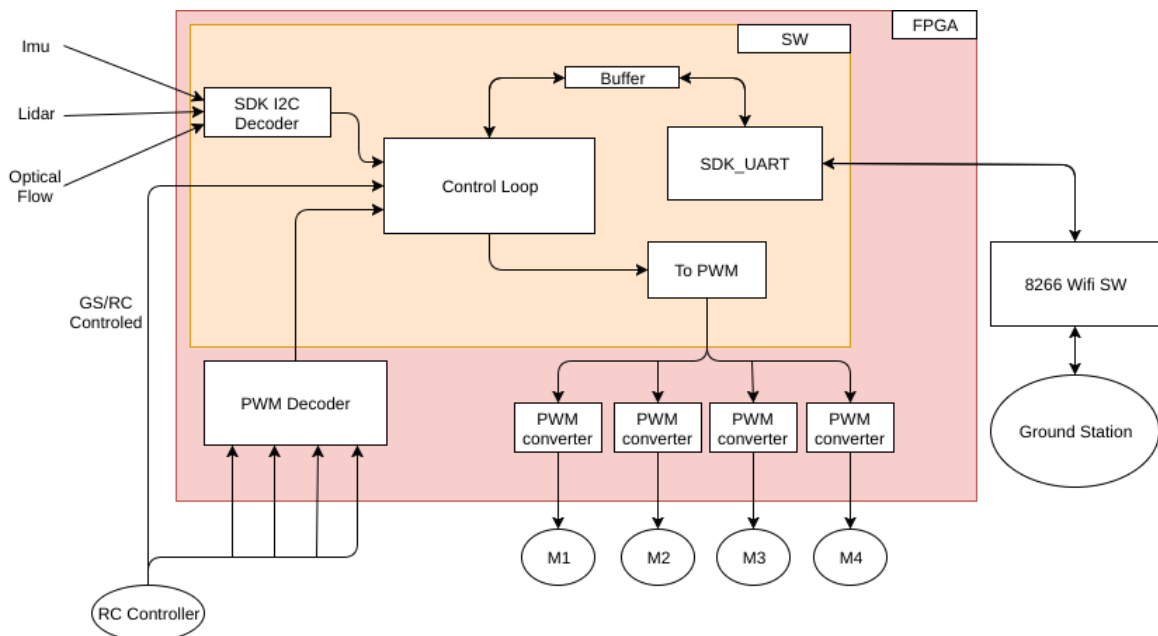 FPGA
SW
Imu
Buffer
SDK I2C
Decoder
Lidar
SDK_UART
Optical
Flow
Control Loop
To PWM
8266 Wifi SW
GS/RC
Controled
PWM Decoder
PWM
converter
PWM
converter
PWM
converter
PWM
converter
Ground Station
M1
M2
M3
M4
RC Controller